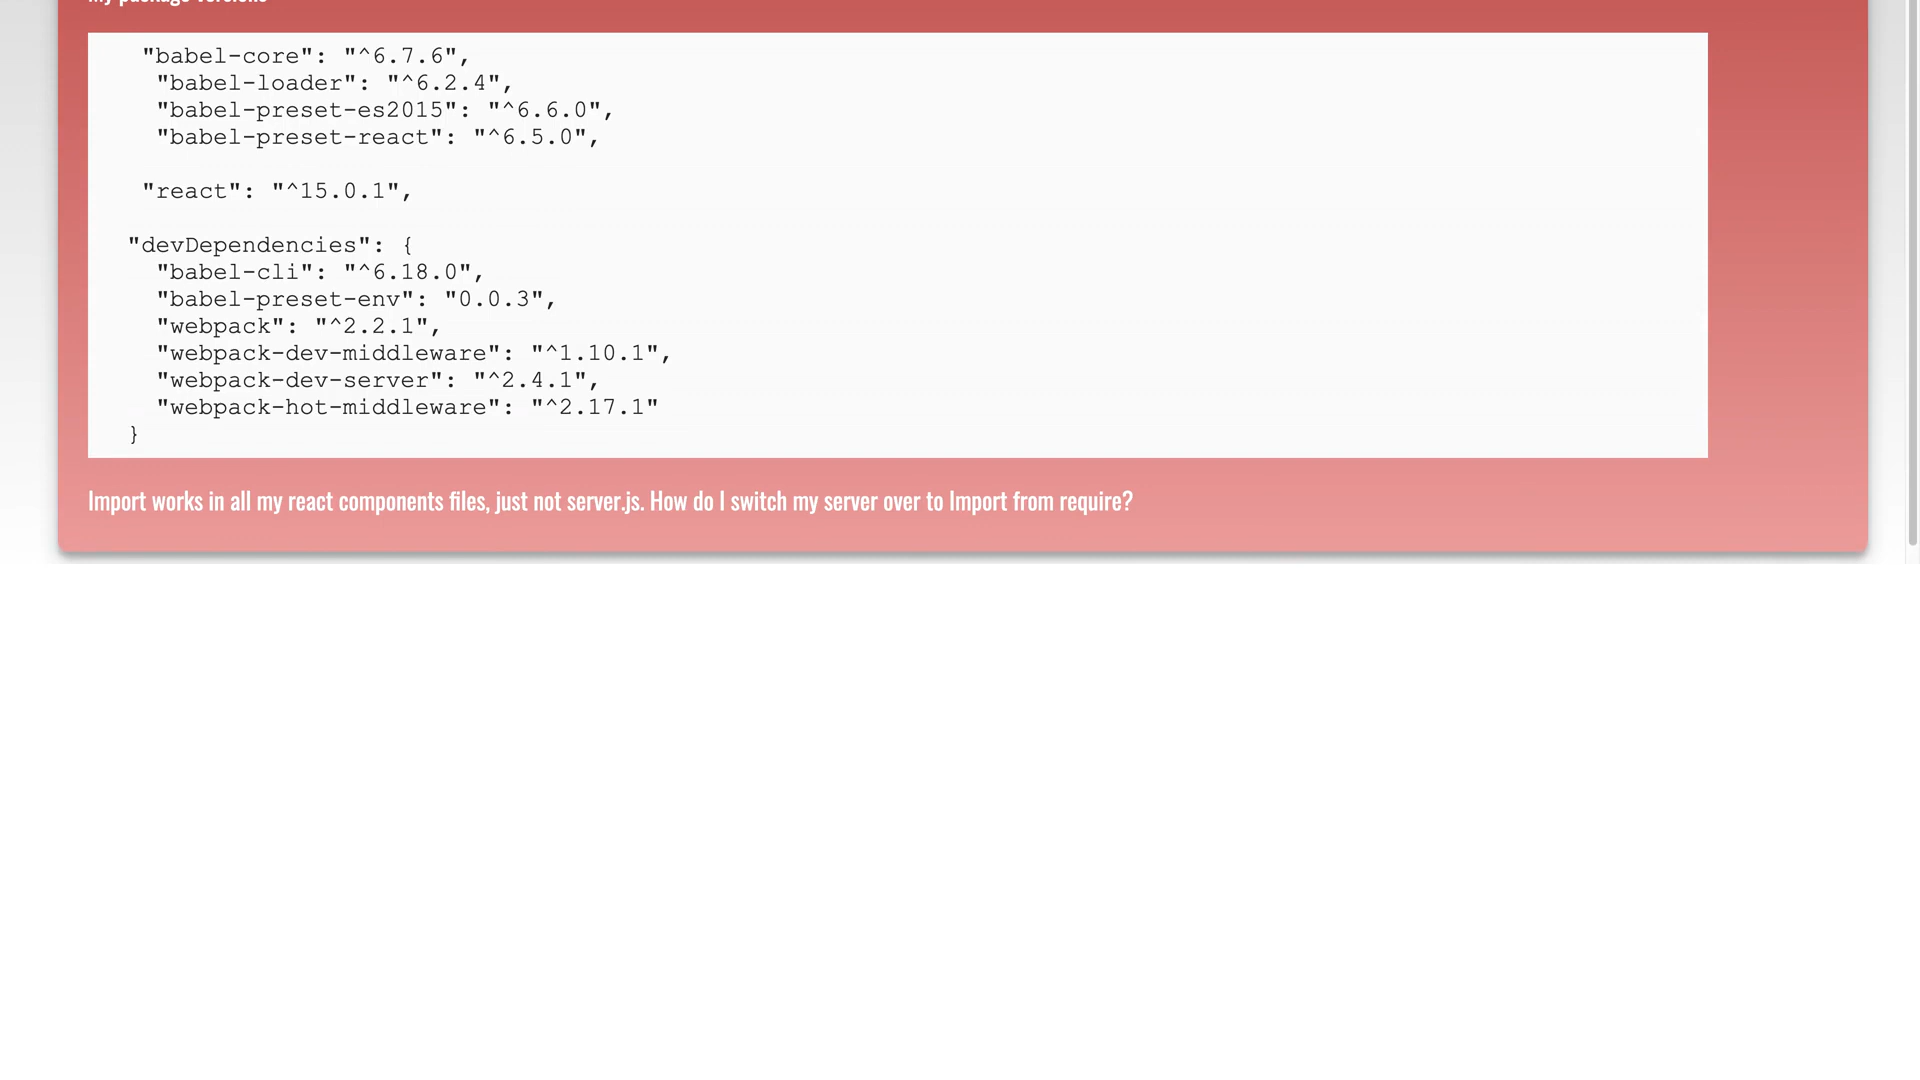 My package versions
"babel-core": "^6.7.6",
"babel-loader": "^6.2.4",
"babel-preset-es2015": "^6.6.0",
"babel-preset-react": "^6.5.0",
"react": "^15.0.1",
"devDependencies": {
"babel-cli": "^6.18.0",
"babel-preset-env": "0.0.3",
"webpack": "^2.2.1",
"webpack-dev-middleware": "^1.10.1",
"webpack-dev-server": "^2.4.1",
"webpack-hot-middleware": "^2.17.1"
}
Import works in all my react components files, just not server.js. How do I switch my server over to Import from require?